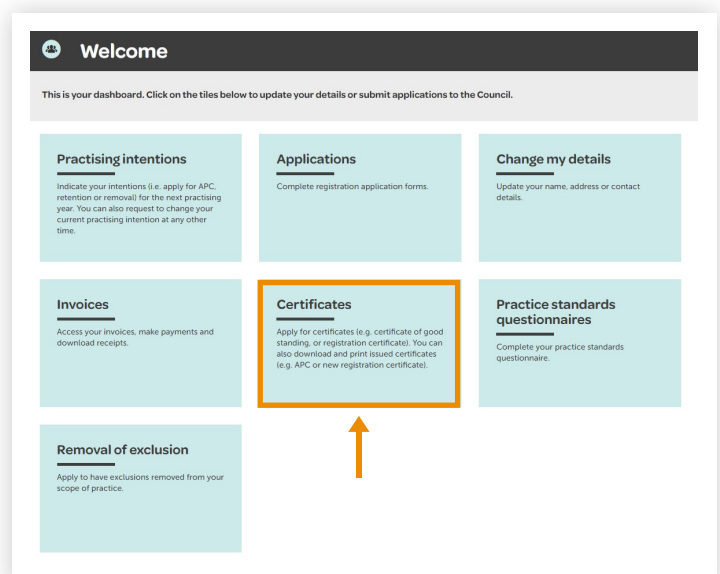 Welcome
This is your dashboard. Click on the tiles below to update your details or submit applications to the Council.
Practising intentions
Indicate your intentions (i.e. apply for APC,
retention or removal) for the next practising
year. You can also request to change your
current practising intention at any other
time.
Applications
Complete registration application forms.
Change my details
Update your name, address or contact
details.
Invoices
Access your invoices, make payments and
download receipts.
Certificates
Apply for certificates (e.g. certificate of good
standing, or registration certificate). You can
also download and print issued certificates
(e.g. APC or new registration certificate).
Practice standards
questionnaires
Complete your practice standards
questionnaire.
Removal of exclusion
Apply to have exclusions removed from your
scope of practice.